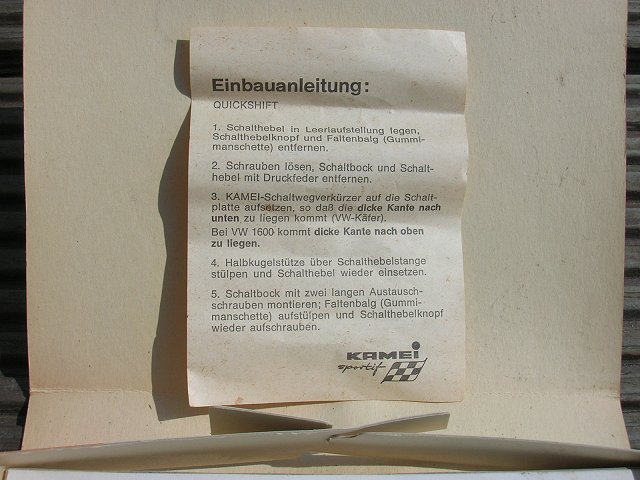 Einbauanleitung:
QUICKSHIFT
1. Schalthebel in Leerlaufstellung legen,
Schalthebelknopf und Faltenbalg (Gummi-
manschette) entfernen.
2. Schrauben lösen, Schaltbock und Schalt-
hebel mit Druckfeder entfernen.
3. KAMEI-Schaltwegverkürzer auf die Schalt-
platte aufsetzen, so daß die dicke Kante nach
unten zu liegen kommt (VW-Käfer).
Bei VW 1600 kommt dicke Kante nach oben
zu liegen.
4. Halbkugelstütze über Schalthebelstange
stülpen und Schalthebel wieder einsetzen.
5. Schaltbock mit zwei langen Austausch-
schrauben montieren; Faltenbalg (Gummi-
manschette) aufstülpen und Schalthebelknopf
wieder aufschrauben.
KAMEI
sportif